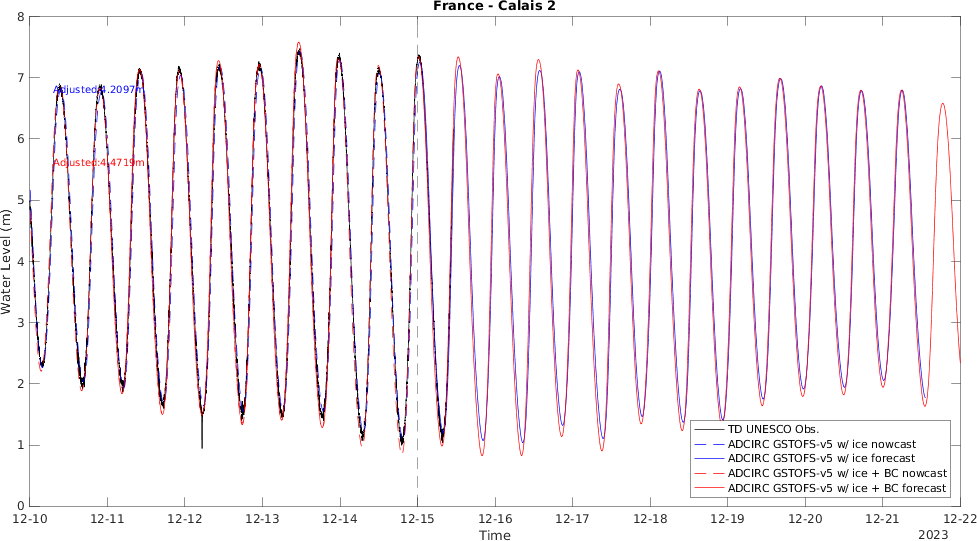 France - Calais 2
8
7
6
5
4
3
2
1
0
Water Level (m)
Adjusted:4.2097m
Adjusted:4.4719m
TD UNESCO Obs.
ADCIRC GSTOFS-v5 w/ ice nowcast
ADCIRC GSTOFS-v5 w/ ice forecast
ADCIRC GSTOFS-v5 w/ ice + BC nowcast
ADCIRC GSTOFS-v5 w/ ice + BC forecast
12-10 12-11 12-12 12-13 12-14 12-15 12-16 12-17 12-18 12-19 12-20 12-21 12-22
Time
2023